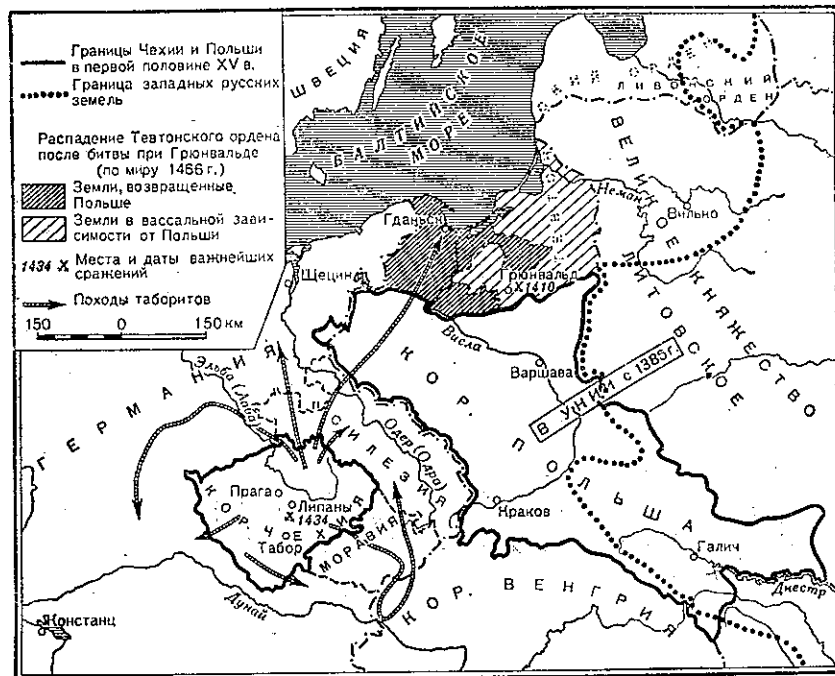 Границы Чехии и Польши
в первой половине XV в.
Граница западных русских
земель
Распадение Тевтонского ордена
после битвы при Грюнвальде
(по миру 1466 г.)
Земли, возвращенные
Польше
Земли в вассальной зави-
симости от Польши
1434 X Места и даты важнейших
сражений
Походы таборитов
150 0 150 км
ШВЕЦИЯ
БАЛТИЙСКОЕ
МОРЕ
ЛИВОНСКИЙ
ОРДЕН
ВЕЛИКОЕ
ЛИТОВСКОЕ
КНЯЖЕСТВО
Неман
Вильно
Гданьск
Щецин
Грюнвальд
X1410
Висла
Варшава
В УНИИ с 1385г.
КОР. ПОЛЬША
ГЕРМАНИЯ
Эльба (Лаба)
СИЛЕЗИЯ
Одер (Одра)
Прага
Липаны
X 1434
Табор
КОР. ЧЕХИЯ
МОРАВИЯ
Краков
Галич
Днестр
Дунай
КОР. ВЕНГРИЯ
Констанц